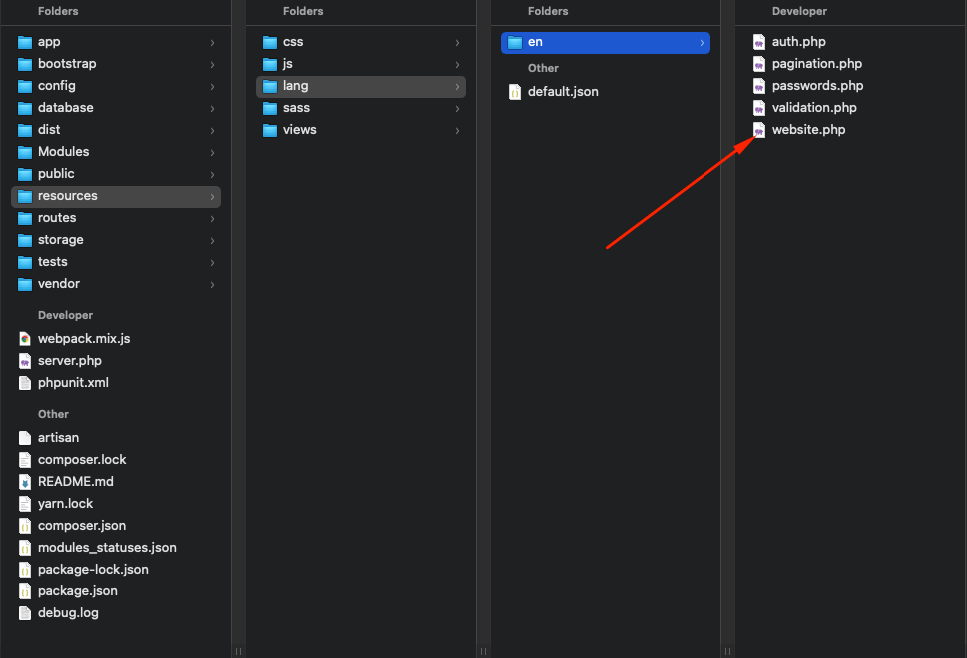 Folders
app
bootstrap
config
database
dist
Modules
public
resources
routes
storage
tests
vendor
Developer
webpack.mix.js
server.php
phpunit.xml
Other
artisan
composer.lock
README.md
yarn.lock
composer.json
modules_statuses.json
package-lock.json
package.json
debug.log
Folders
css
js
lang
sass
views
Folders
en
Other
default.json
Developer
auth.php
pagination.php
passwords.php
validation.php
website.php